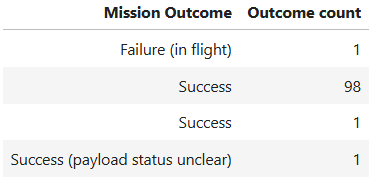 Mission Outcome Outcome count
Failure (in flight) 1
Success 98
Success 1
Success (payload status unclear) 1